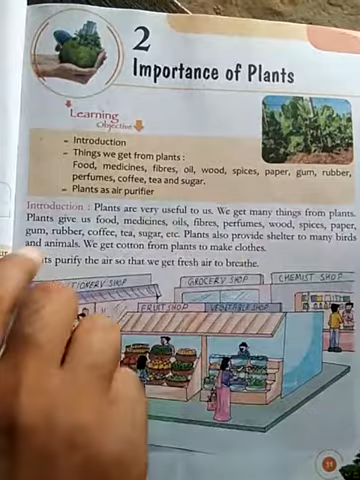 2
Importance of Plants
Learning
Objective
– Introduction
– Things we get from plants :
Food, medicines, fibres, oil, wood, spices, paper, gum, rubber,
perfumes, coffee, tea and sugar.
– Plants as air purifier
Introduction : Plants are very useful to us. We get many things from plants.
Plants give us food, medicines, oils, fibres, perfumes, wood, spices, paper,
gum, rubber, coffee, tea, sugar, etc. Plants also provide shelter to many birds
and animals. We get cotton from plants to make clothes.
purify the air so that we get fresh air to breathe.
GROCERY SHOP
CHEMIST SHOP
FRUIT SHOP
VEGETABLE SHOP
11